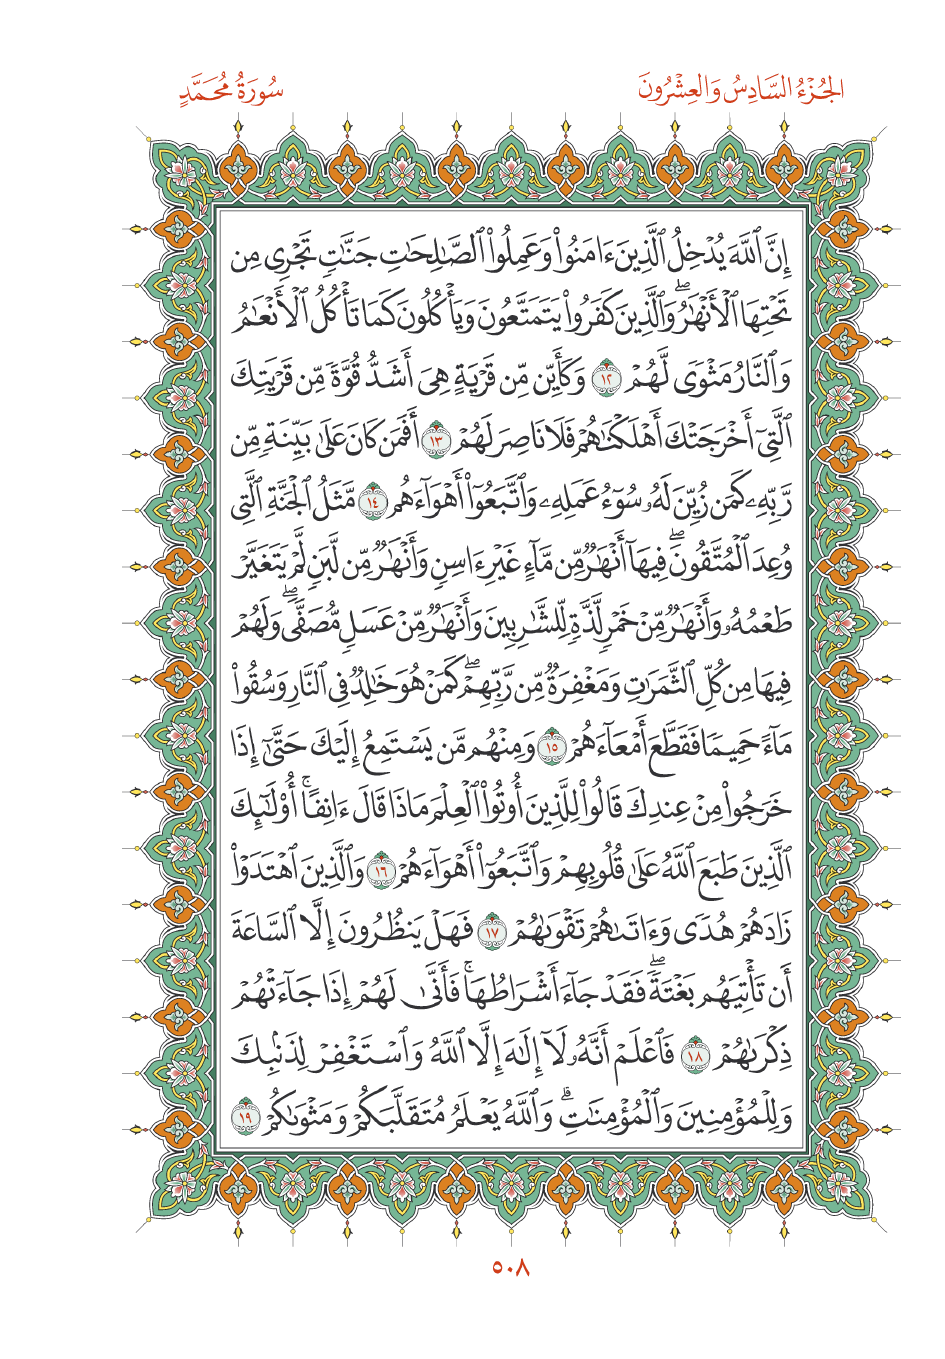 الجُزْءُ السَّادِسُ وَالعِشْرُونَ
سُورَةُ مُحَمَّدٍ
إِنَّ ٱللَّهَ يُدْخِلُ ٱلَّذِينَ ءَامَنُوا۟ وَعَمِلُوا۟ ٱلصَّـٰلِحَـٰتِ جَنَّـٰتٍ تَجْرِى مِن
تَحْتِهَا ٱلْأَنْهَـٰرُ ۖ وَٱلَّذِينَ كَفَرُوا۟ يَتَمَتَّعُونَ وَيَأْكُلُونَ كَمَا تَأْكُلُ ٱلْأَنْعَـٰمُ
وَٱلنَّارُ مَثْوًى لَّهُمْ ١٢ وَكَأَيِّن مِّن قَرْيَةٍ هِىَ أَشَدُّ قُوَّةً مِّن قَرْيَتِكَ
ٱلَّتِىٓ أَخْرَجَتْكَ أَهْلَكْنَـٰهُمْ فَلَا نَاصِرَ لَهُمْ ١٣ أَفَمَن كَانَ عَلَىٰ بَيِّنَةٍ مِّن
رَّبِّهِۦ كَمَن زُيِّنَ لَهُۥ سُوٓءُ عَمَلِهِۦ وَٱتَّبَعُوٓا۟ أَهْوَآءَهُم ١٤ مَّثَلُ ٱلْجَنَّةِ ٱلَّتِى
وُعِدَ ٱلْمُتَّقُونَ ۖ فِيهَآ أَنْهَـٰرٌ مِّن مَّآءٍ غَيْرِ ءَاسِنٍ وَأَنْهَـٰرٌ مِّن لَّبَنٍ لَّمْ يَتَغَيَّرْ
طَعْمُهُۥ وَأَنْهَـٰرٌ مِّنْ خَمْرٍ لَّذَّةٍ لِّلشَّـٰرِبِينَ وَأَنْهَـٰرٌ مِّنْ عَسَلٍ مُّصَفًّى ۖ وَلَهُمْ
فِيهَا مِن كُلِّ ٱلثَّمَرَٰتِ وَمَغْفِرَةٌ مِّن رَّبِّهِمْ ۖ كَمَنْ هُوَ خَـٰلِدٌ فِى ٱلنَّارِ وَسُقُوا۟
مَآءً حَمِيمًا فَقَطَّعَ أَمْعَآءَهُمْ ١٥ وَمِنْهُم مَّن يَسْتَمِعُ إِلَيْكَ حَتَّىٰٓ إِذَا
خَرَجُوا۟ مِنْ عِندِكَ قَالُوا۟ لِلَّذِينَ أُوتُوا۟ ٱلْعِلْمَ مَاذَا قَالَ ءَانِفًا ۚ أُو۟لَـٰٓئِكَ
ٱلَّذِينَ طَبَعَ ٱللَّهُ عَلَىٰ قُلُوبِهِمْ وَٱتَّبَعُوٓا۟ أَهْوَآءَهُمْ ١٦ وَٱلَّذِينَ ٱهْتَدَوْا۟
زَادَهُمْ هُدًى وَءَاتَىٰهُمْ تَقْوَىٰهُمْ ١٧ فَهَلْ يَنظُرُونَ إِلَّا ٱلسَّاعَةَ
أَن تَأْتِيَهُم بَغْتَةً ۖ فَقَدْ جَآءَ أَشْرَاطُهَا ۚ فَأَنَّىٰ لَهُمْ إِذَا جَآءَتْهُمْ
ذِكْرَىٰهُمْ ١٨ فَٱعْلَمْ أَنَّهُۥ لَآ إِلَـٰهَ إِلَّا ٱللَّهُ وَٱسْتَغْفِرْ لِذَنۢبِكَ
وَلِلْمُؤْمِنِينَ وَٱلْمُؤْمِنَـٰتِ ۗ وَٱللَّهُ يَعْلَمُ مُتَقَلَّبَكُمْ وَمَثْوَىٰكُمْ ١٩
٥٠٨